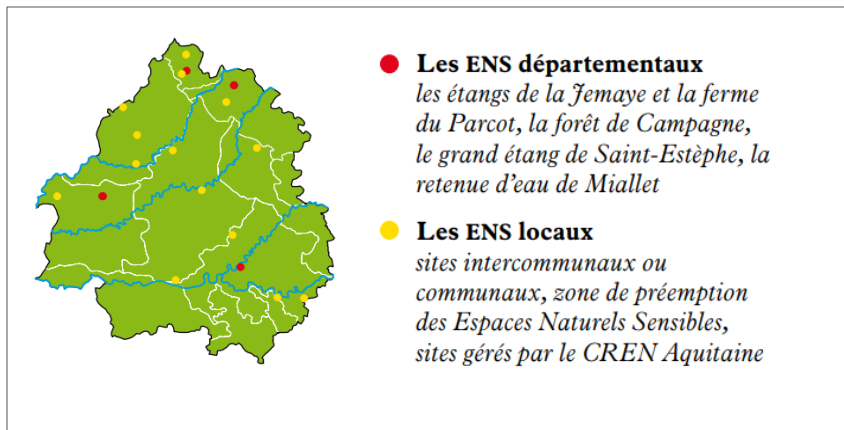 Les ENS départementaux
les étangs de la Jemaye et la ferme
du Parcot, la forêt de Campagne,
le grand étang de Saint-Estèphe, la
retenue d'eau de Miallet
Les ENS locaux
sites intercommunaux ou
communaux, zone de préemption
des Espaces Naturels Sensibles,
sites gérés par le CREN Aquitaine